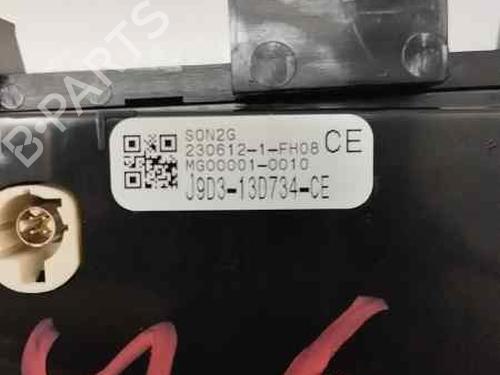 B-PARTS
SON2G
230612-1-FH08 CE
MG00001-0010
J9D3-13D734-CE